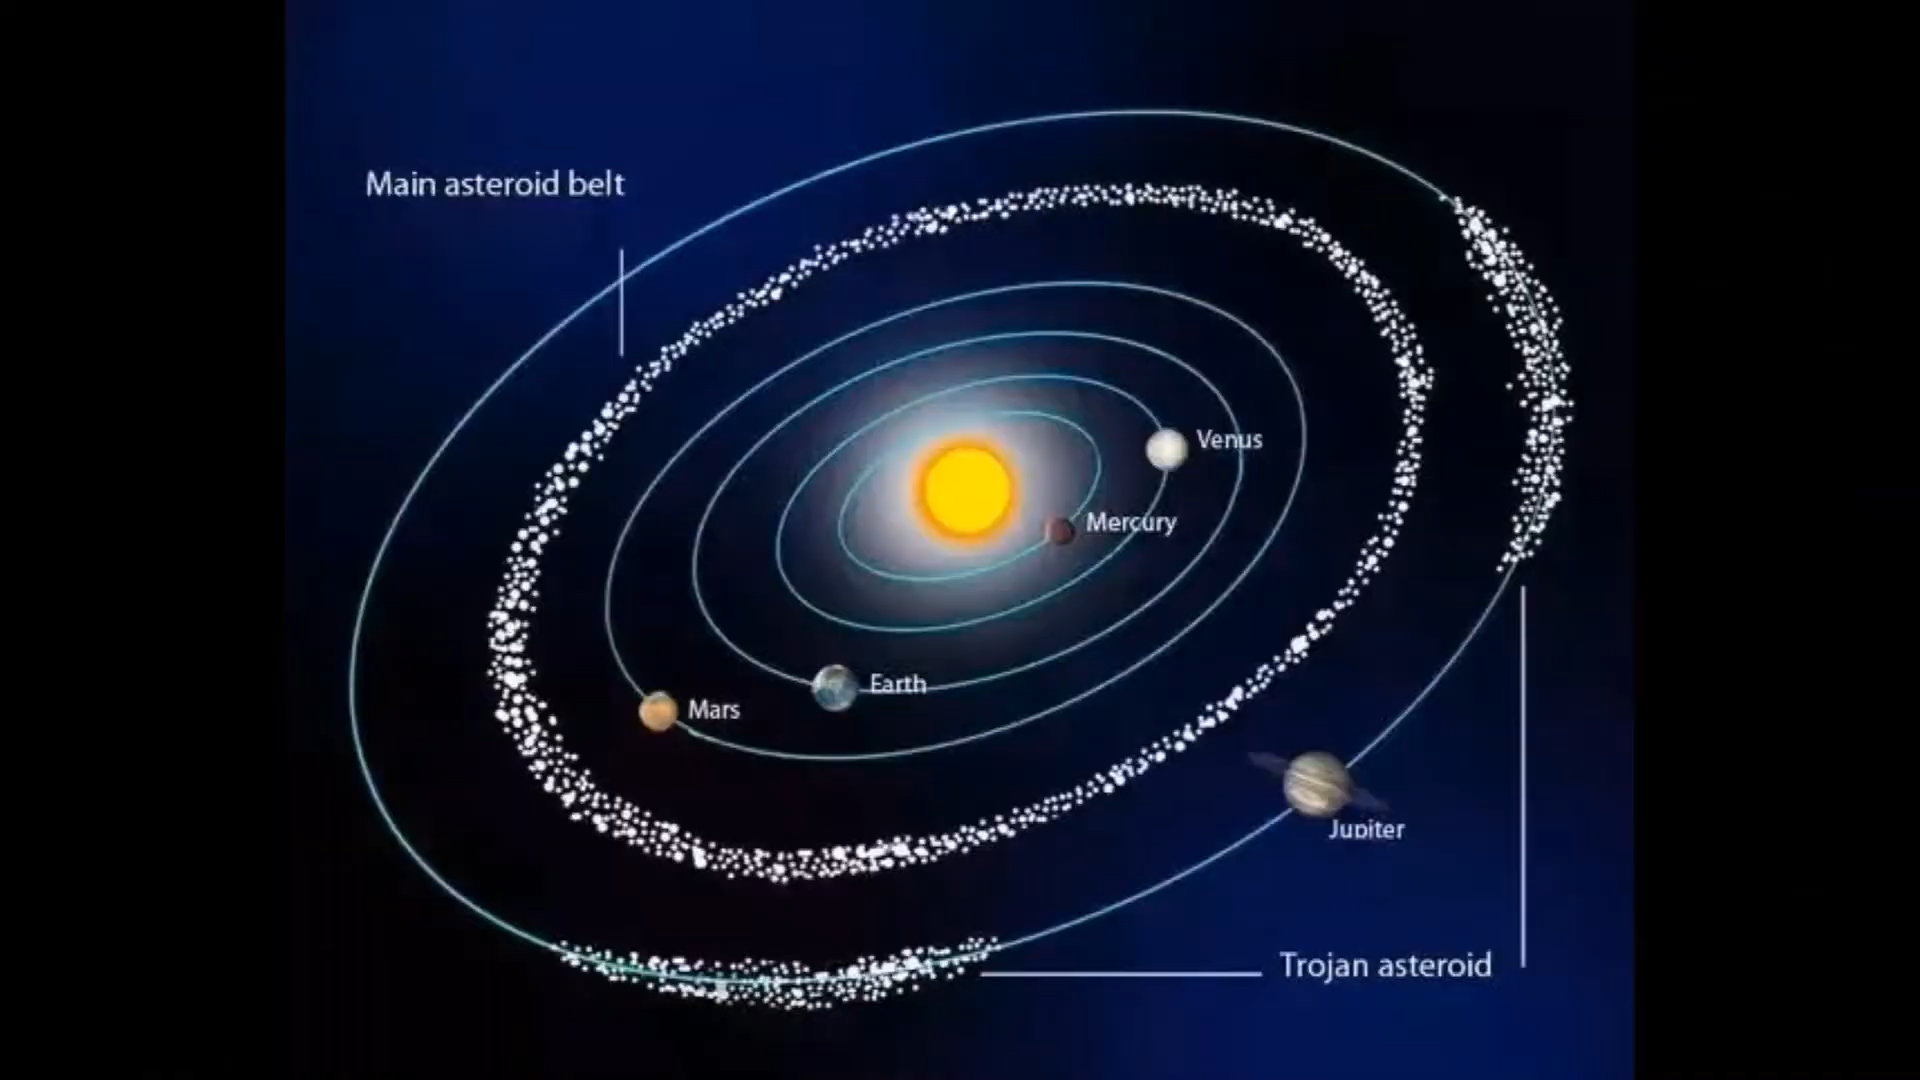 Main asteroid belt
Venus
Mercury
Earth
Mars
Jupiter
Trojan asteroid